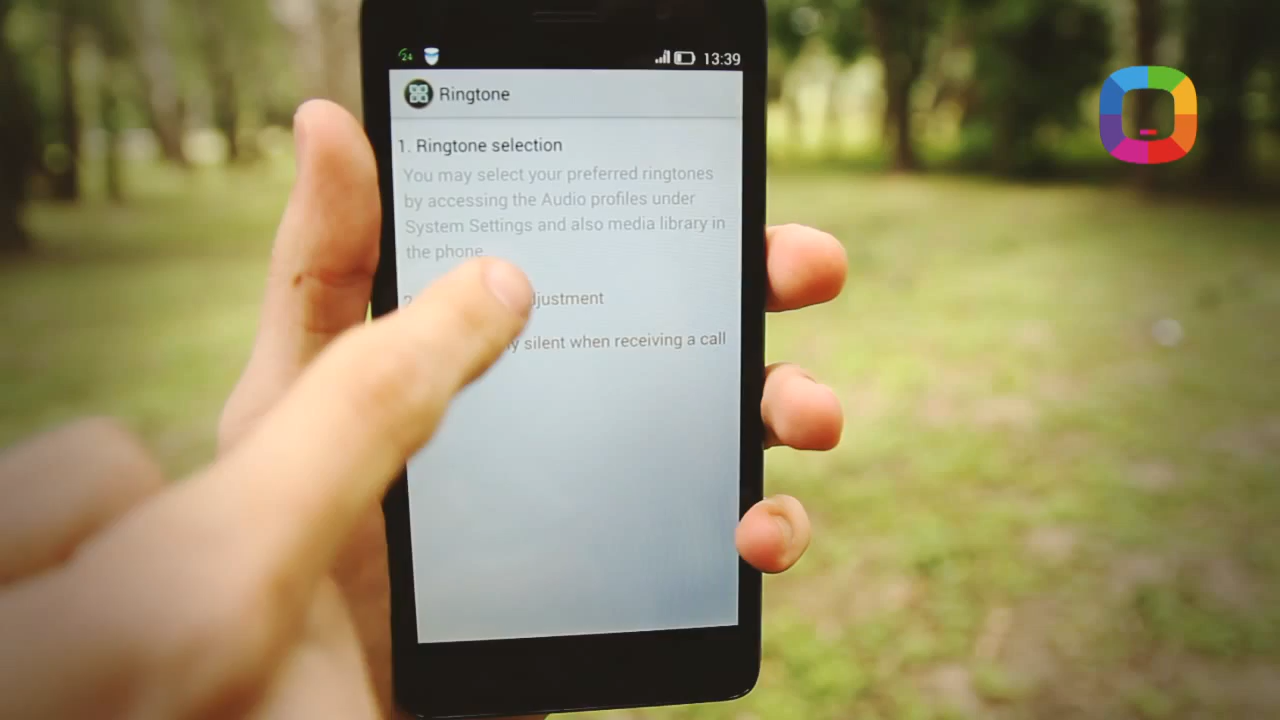 24
13:39
Ringtone
1. Ringtone selection
You may select your preferred ringtones
by accessing the Audio profiles under
System Settings and also media library in
the phone.
silent when receiving a call